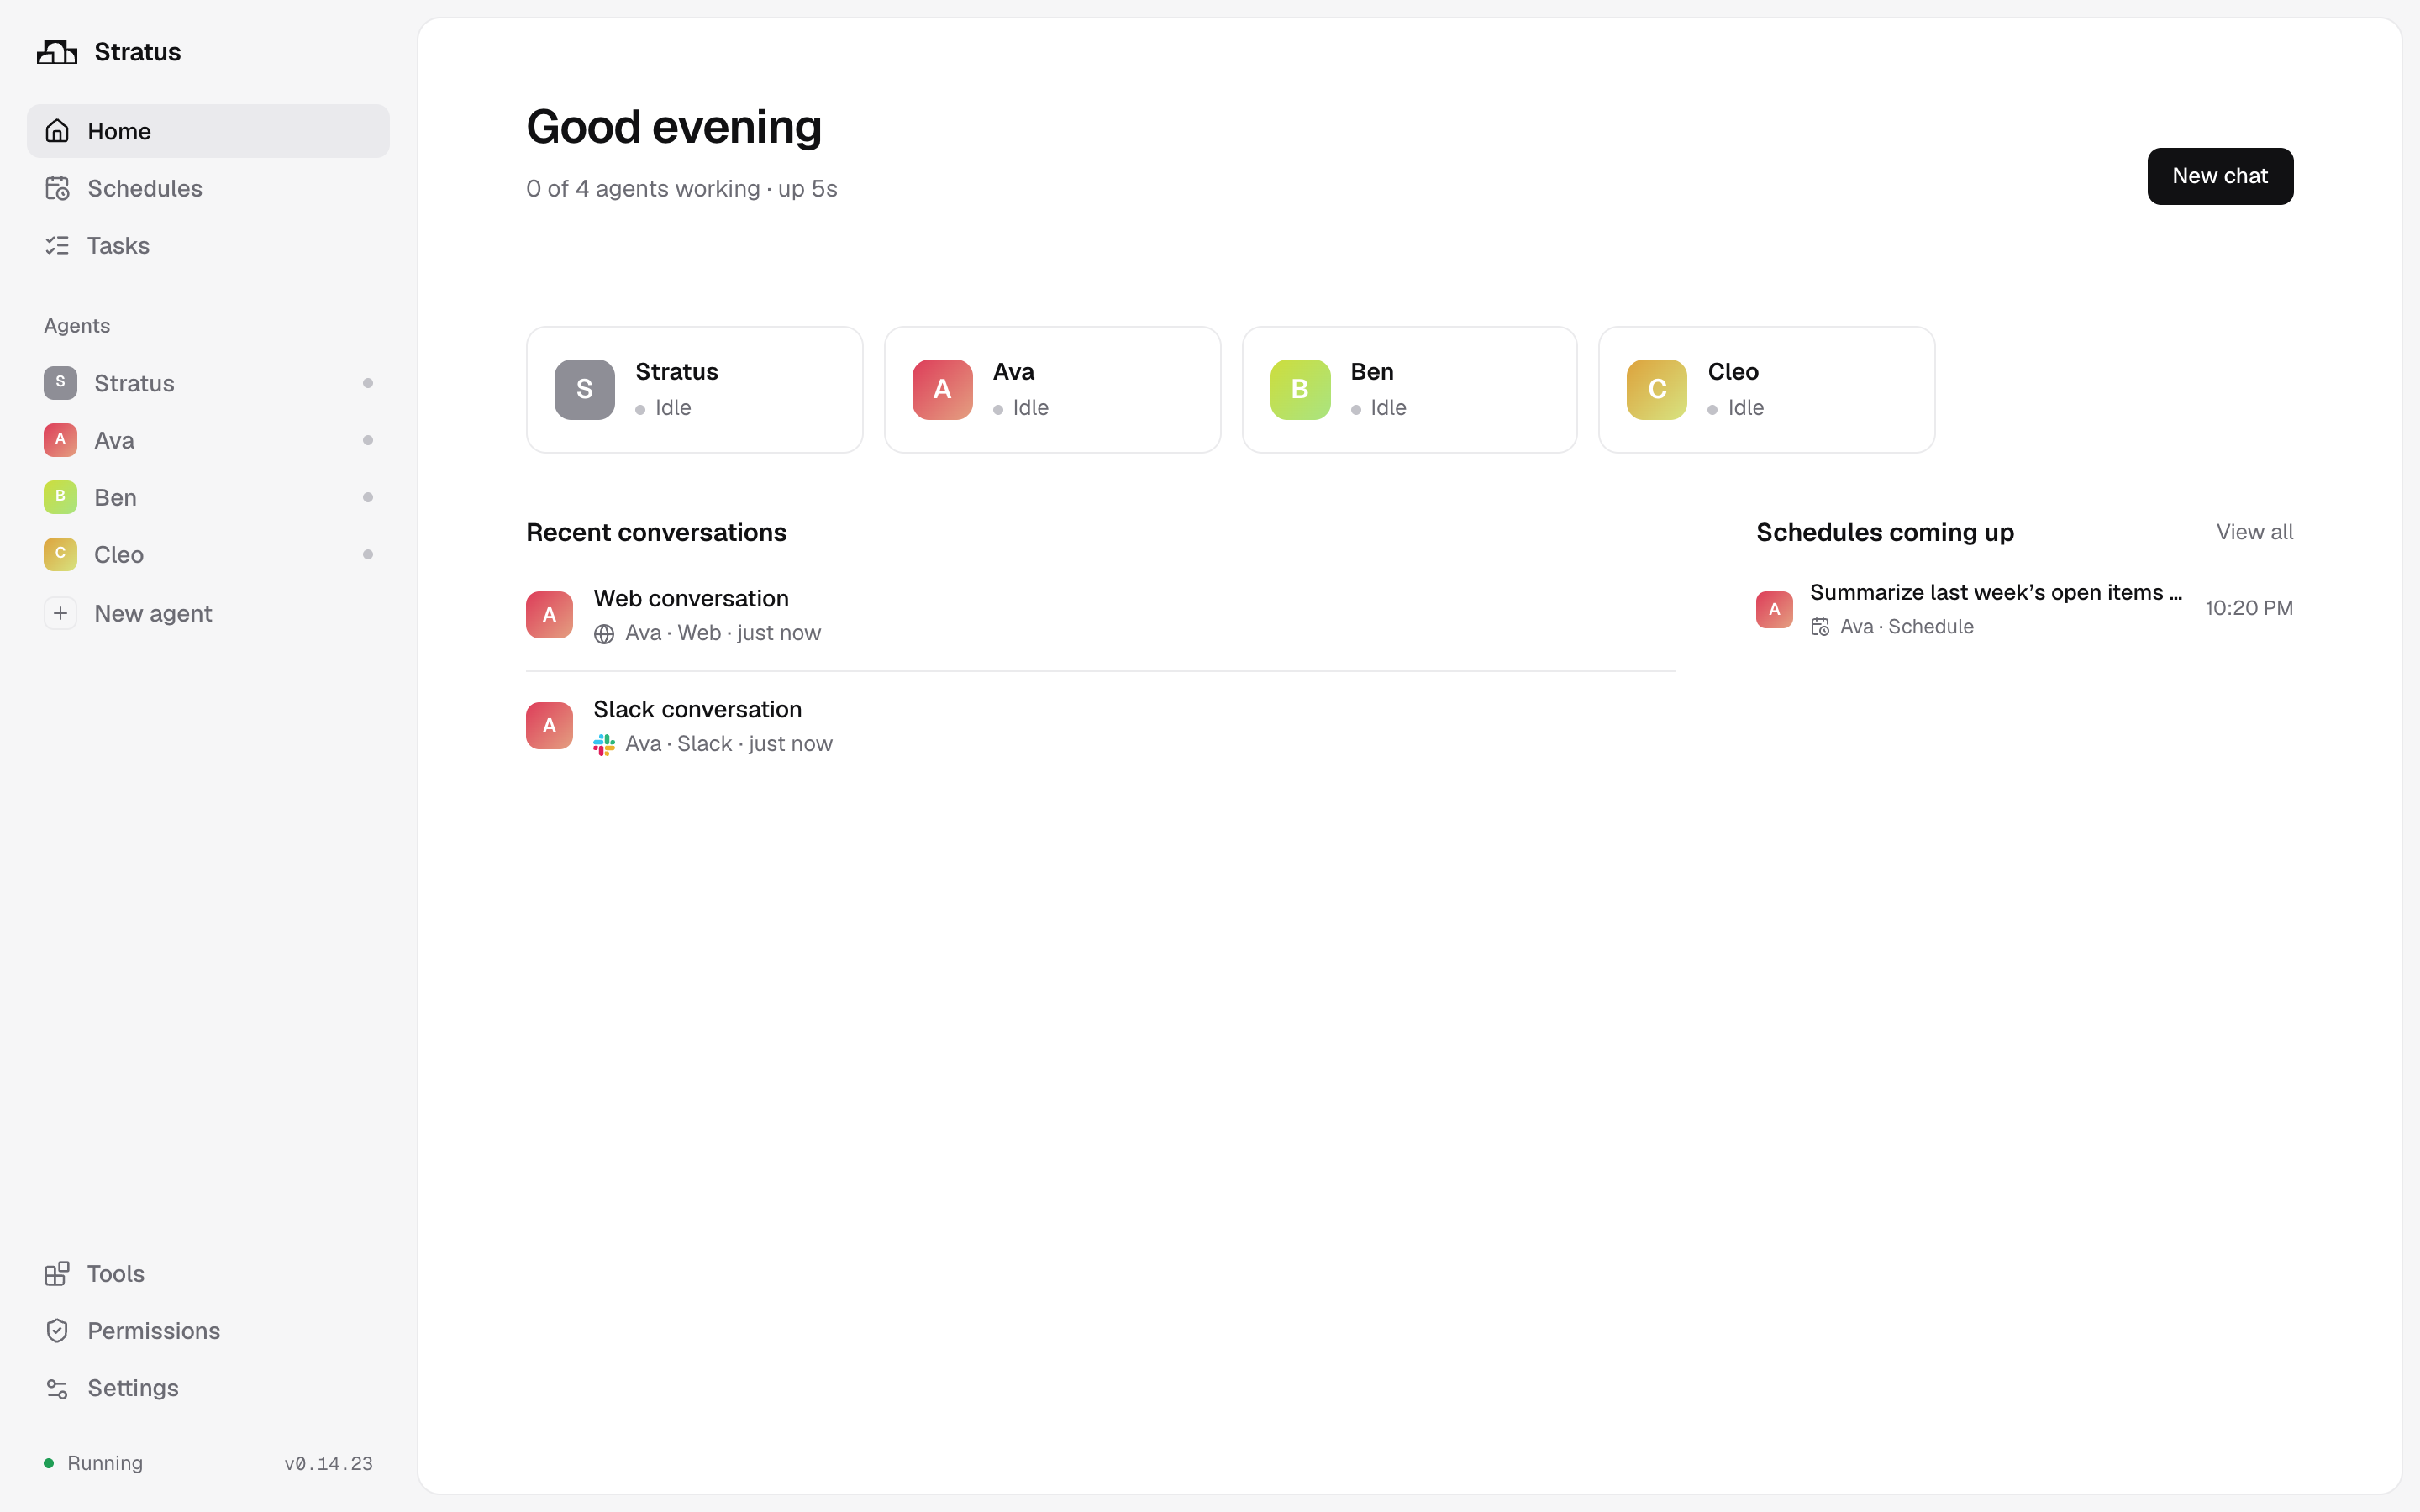 Stratus
Home
Schedules
Tasks
Agents
S Stratus
A Ava
B Ben
C Cleo
New agent
Tools
Permissions
Settings
Running v0.14.23
Good evening
0 of 4 agents working · up 5s
New chat
S Stratus
Idle
A Ava
Idle
B Ben
Idle
C Cleo
Idle
Recent conversations
A Web conversation
Ava · Web · just now
A Slack conversation
Ava · Slack · just now
Schedules coming up View all
A Summarize last week’s open items ... 10:20 PM
Ava · Schedule